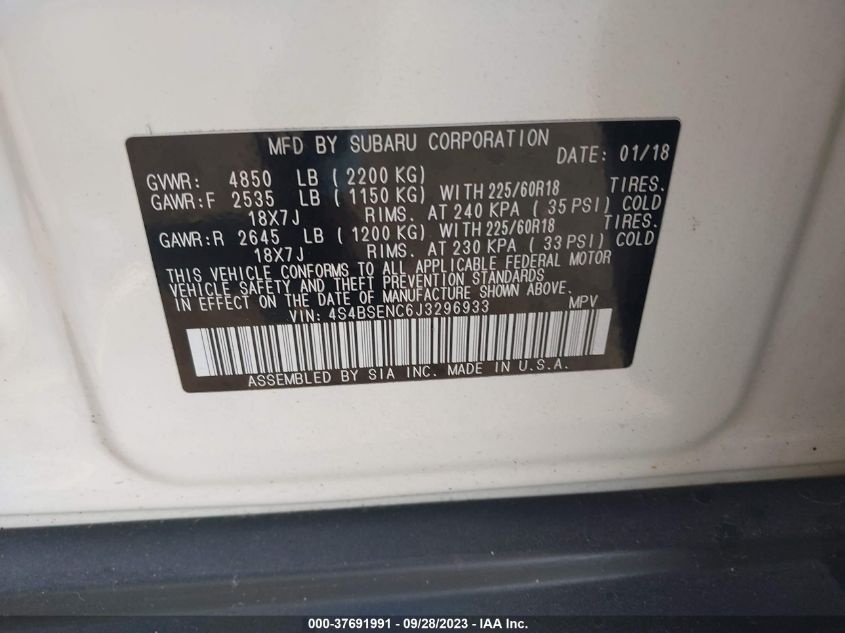 MFD BY SUBARU CORPORATION
DATE: 01/18
GVWR: 4850 LB ( 2200 KG)
GAWR:F 2535 LB ( 1150 KG) WITH 225/60R18 TIRES.
18X7J RIMS. AT 240 KPA ( 35 PSI) COLD
GAWR:R 2645 LB ( 1200 KG) WITH 225/60R18 TIRES.
18X7J RIMS. AT 230 KPA ( 33 PSI) COLD
THIS VEHICLE CONFORMS TO ALL APPLICABLE FEDERAL MOTOR
VEHICLE SAFETY AND THEFT PREVENTION STANDARDS
IN EFFECT ON THE DATE OF MANUFACTURE SHOWN ABOVE.
VIN: 4S4BSENC6J3296933 MPV
ASSEMBLED BY SIA INC. MADE IN U.S.A.
000-37691991 - 09/28/2023 - IAA Inc.